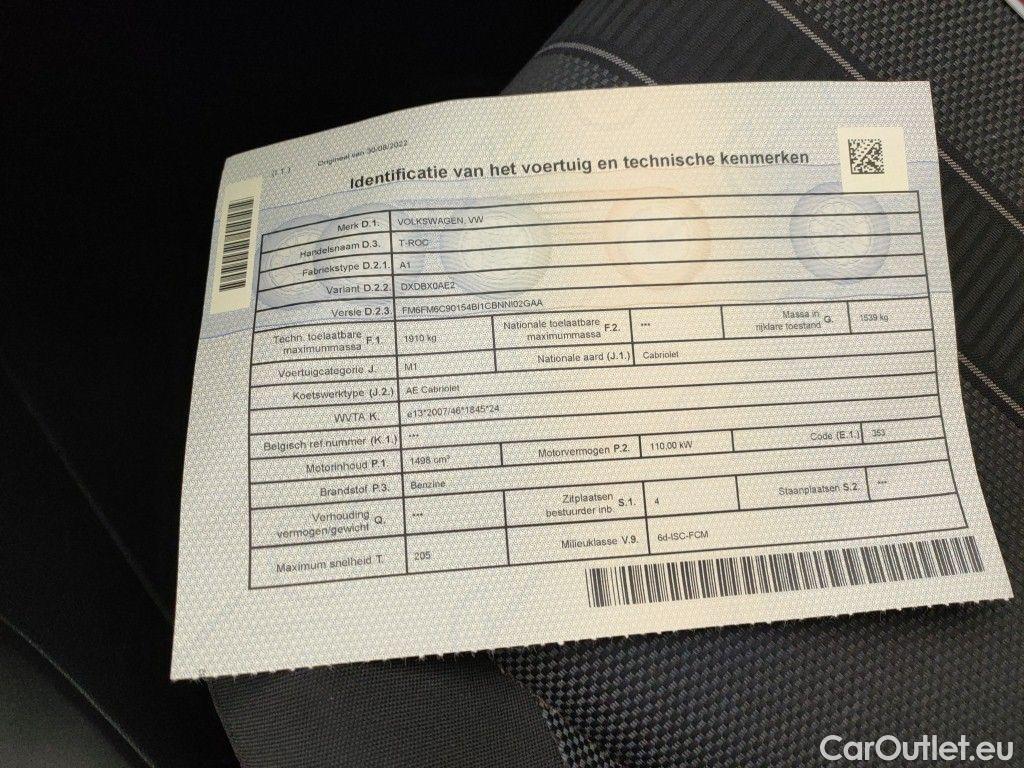 (1.1.) Origineel van 30/08/2022
Identificatie van het voertuig en technische kenmerken
Merk D.1. VOLKSWAGEN, VW
Handelsnaam D.3. T-ROC
Fabriekstype D.2.1. A1
Variant D.2.2. DXDBX0AE2
Versie D.2.3. FM6FM6C90154BI1CBNNI02GAA
Techn. toelaatbare maximummassa F.1. 1910 kg Nationale toelaatbare maximummassa F.2. *** Massa in rijklare toestand G. 1539 kg
Voertuigcategorie J. M1 Nationale aard (J.1.) Cabriolet
Koetswerktype (J.2.) AE Cabriolet
WVTA K. e13*2007/46*1845*24
Belgisch ref.nummer (K.1.) ***
Motorinhoud P.1. 1498 cm³ Motorvermogen P.2. 110,00 kW Code (E.1.) 353
Brandstof P.3. Benzine
Verhouding vermogen/gewicht Q. *** Zitplaatsen bestuurder inb. S.1. 4 Staanplaatsen S.2. ***
Maximum snelheid T. 205 Milieuklasse V.9. 6d-ISC-FCM
CarOutlet.eu